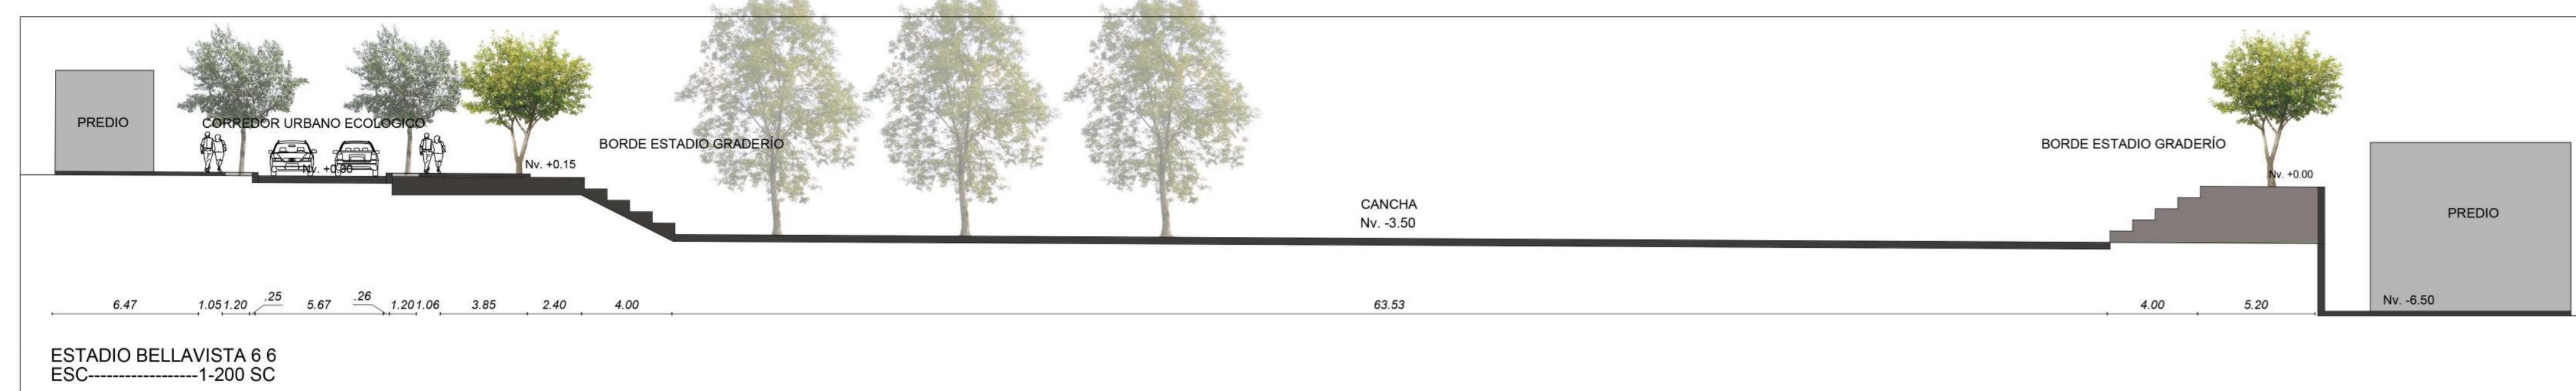 PREDIO
CORREDOR URBANO ECOLOGICO
Nv. +0.00
Nv. +0.15
BORDE ESTADIO GRADERÍO
CANCHA
Nv. -3.50
BORDE ESTADIO GRADERÍO
Nv. +0.00
PREDIO
Nv. -6.50
6.47 1.05 1.20 .25 5.67 .26 1.20 1.06 3.85 2.40 4.00 63.53 4.00 5.20
ESTADIO BELLAVISTA 6 6
ESC------------------1-200 SC